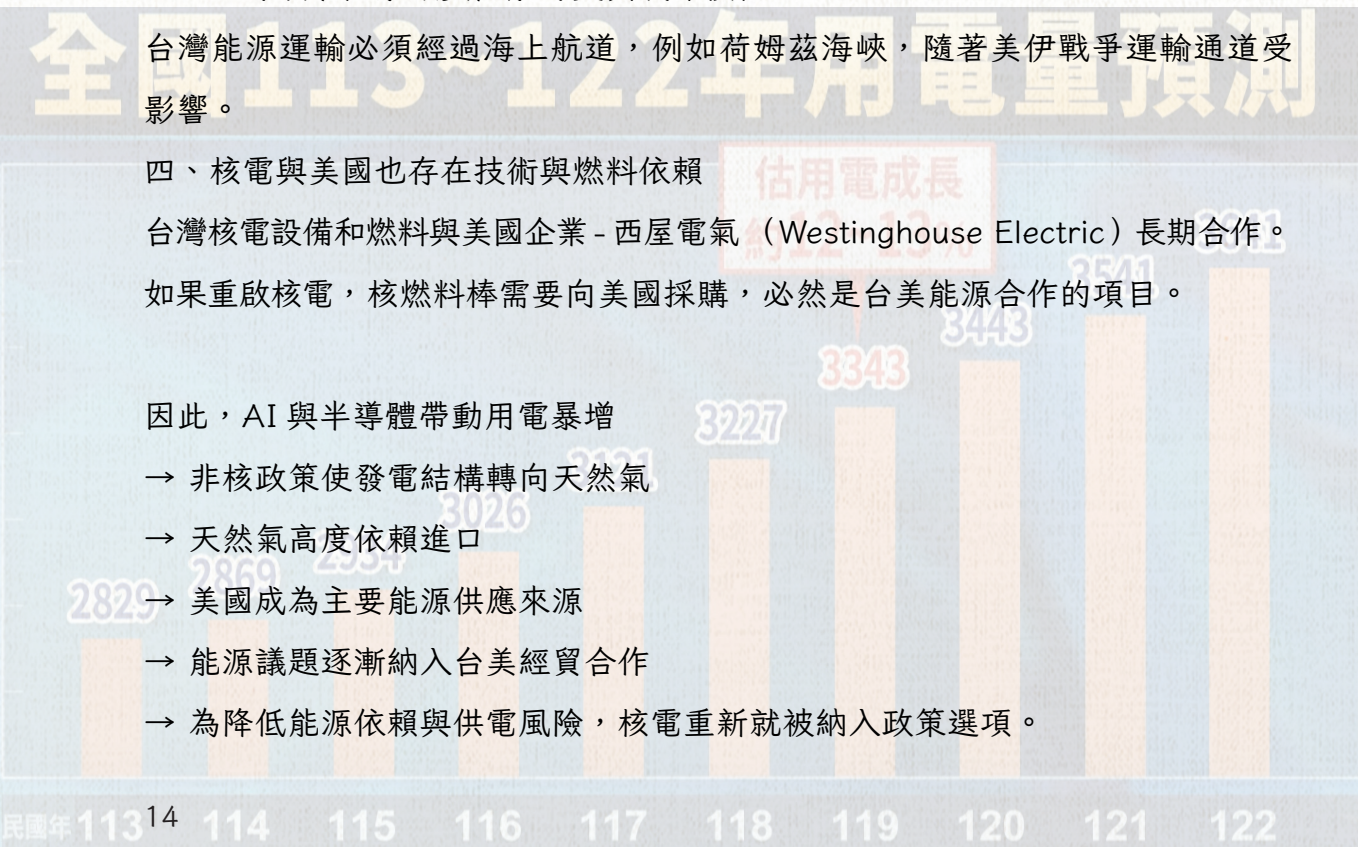 全國113~122年用電量預測
台灣能源運輸必須經過海上航道，例如荷姆茲海峽，隨著美伊戰爭運輸通道受
影響。
四、核電與美國也存在技術與燃料依賴
估用電成長
約12~13%
台灣核電設備和燃料與美國企業 - 西屋電氣 （Westinghouse Electric）長期合作。
如果重啟核電，核燃料棒需要向美國採購，必然是台美能源合作的項目。
因此，AI 與半導體帶動用電暴增
→ 非核政策使發電結構轉向天然氣
→ 天然氣高度依賴進口
→ 美國成為主要能源供應來源
→ 能源議題逐漸納入台美經貿合作
→ 為降低能源依賴與供電風險，核電重新就被納入政策選項。
2829 2869 2934 3026 3121 3227 3343 3443 3541
民國年 113 114 115 116 117 118 119 120 121 122
14